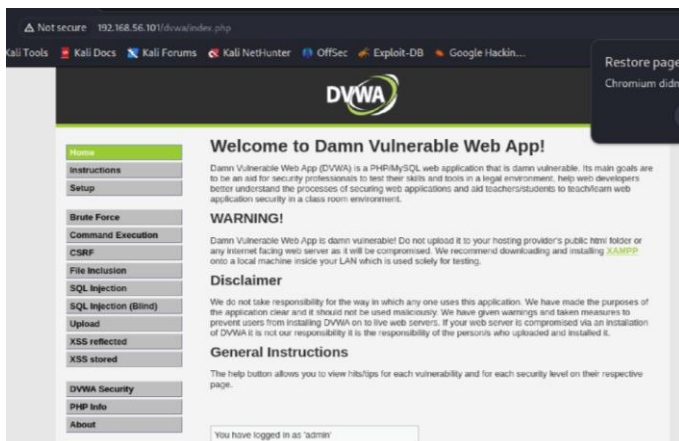 Not secure 192.168.56.101/dvwa/index.php
Kali Tools Kali Docs Kali Forums Kali NetHunter OffSec Exploit-DB Google Hackin...
Restore page
Chromium didn
DVWA
Home
Instructions
Setup
Brute Force
Command Execution
CSRF
File Inclusion
SQL Injection
SQL Injection (Blind)
Upload
XSS reflected
XSS stored
DVWA Security
PHP Info
About
Welcome to Damn Vulnerable Web App!
Damn Vulnerable Web App (DVWA) is a PHP/MySQL web application that is damn vulnerable. Its main goals are
to be an aid for security professionals to test their skills and tools in a legal environment, help web developers
better understand the processes of securing web applications and aid teachers/students to teach/learn web
application security in a class room environment.
WARNING!
Damn Vulnerable Web App is damn vulnerable! Do not upload it to your hosting provider's public html folder or
any internet facing web server as it will be compromised. We recommend downloading and installing XAMPP
onto a local machine inside your LAN which is used solely for testing.
Disclaimer
We do not take responsibility for the way in which any one uses this application. We have made the purposes of
the application clear and it should not be used maliciously. We have given warnings and taken measures to
prevent users from installing DVWA on to live web servers. If your web server is compromised via an installation
of DVWA it is not our responsibility it is the responsibility of the person/s who uploaded and installed it.
General Instructions
The help button allows you to view hits/tips for each vulnerability and for each security level on their respective
page.
You have logged in as 'admin'